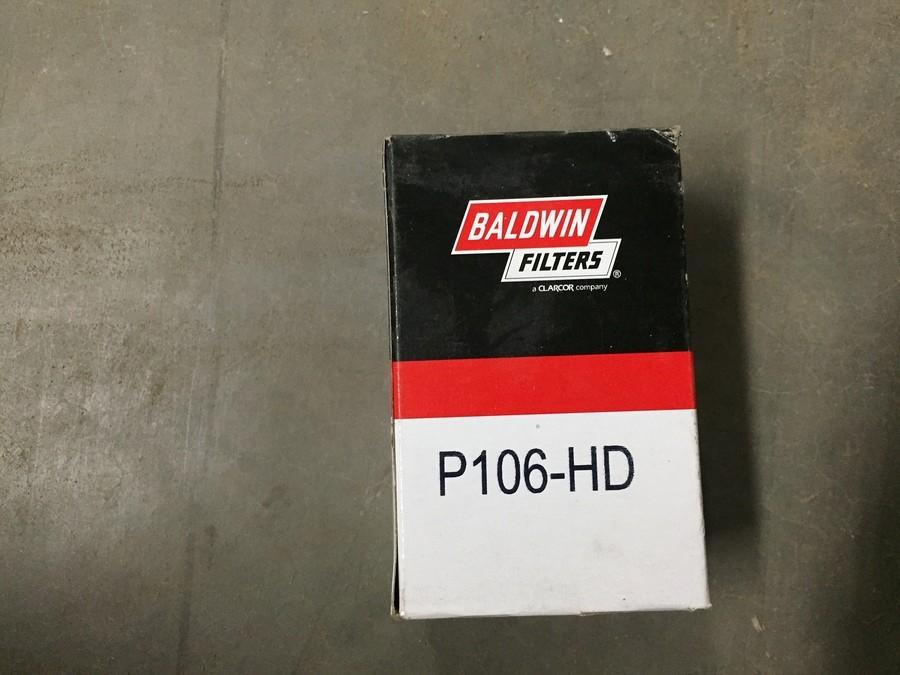 BALDWIN
FILTERS®
a CLARCOR company
P106-HD